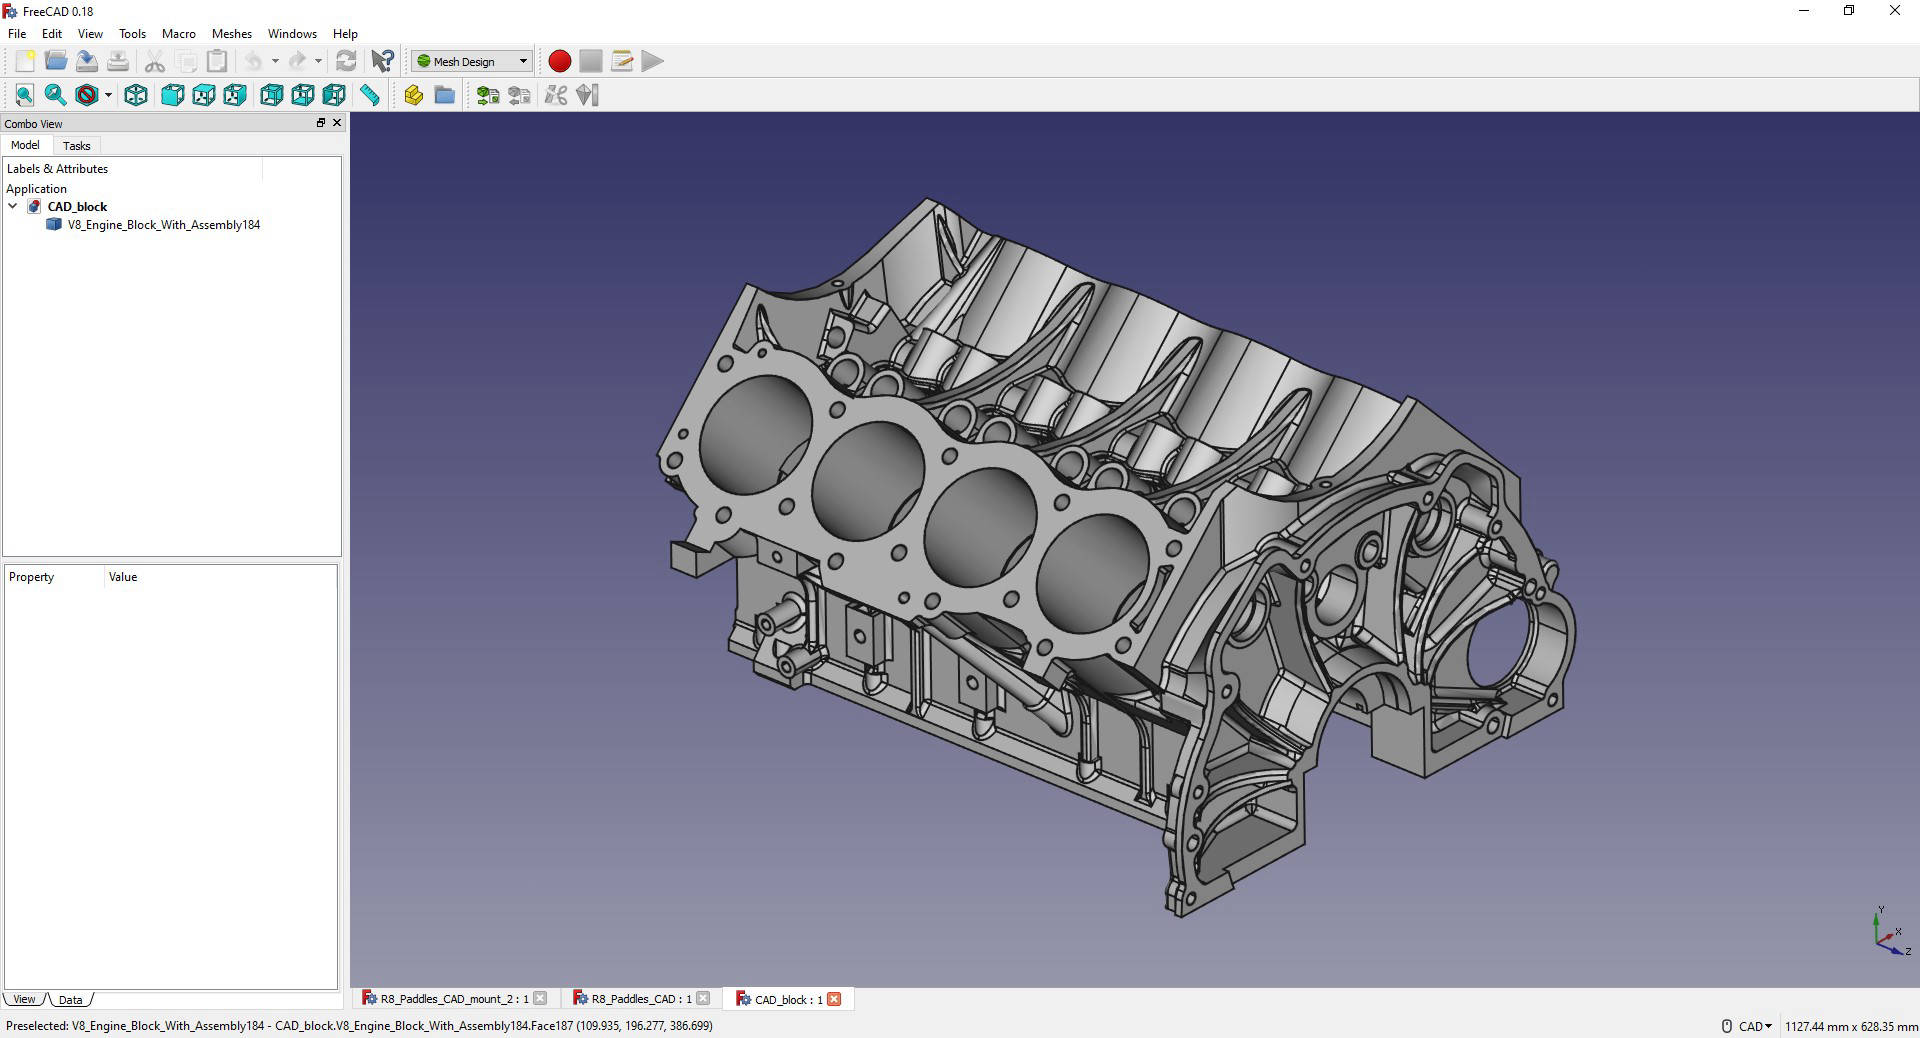 FreeCAD 0.18
File Edit View Tools Macro Meshes Windows Help
Mesh Design
Combo View
Model Tasks
Labels & Attributes
Application
CAD_block
V8_Engine_Block_With_Assembly184
Property Value
View Data
Y
X
Z
R8_Paddles_CAD_mount_2 : 1 R8_Paddles_CAD : 1 CAD_block : 1
Preselected: V8_Engine_Block_With_Assembly184 - CAD_block.V8_Engine_Block_With_Assembly184.Face187 (109.935, 196.277, 386.699) CAD 1127.44 mm x 628.35 mm